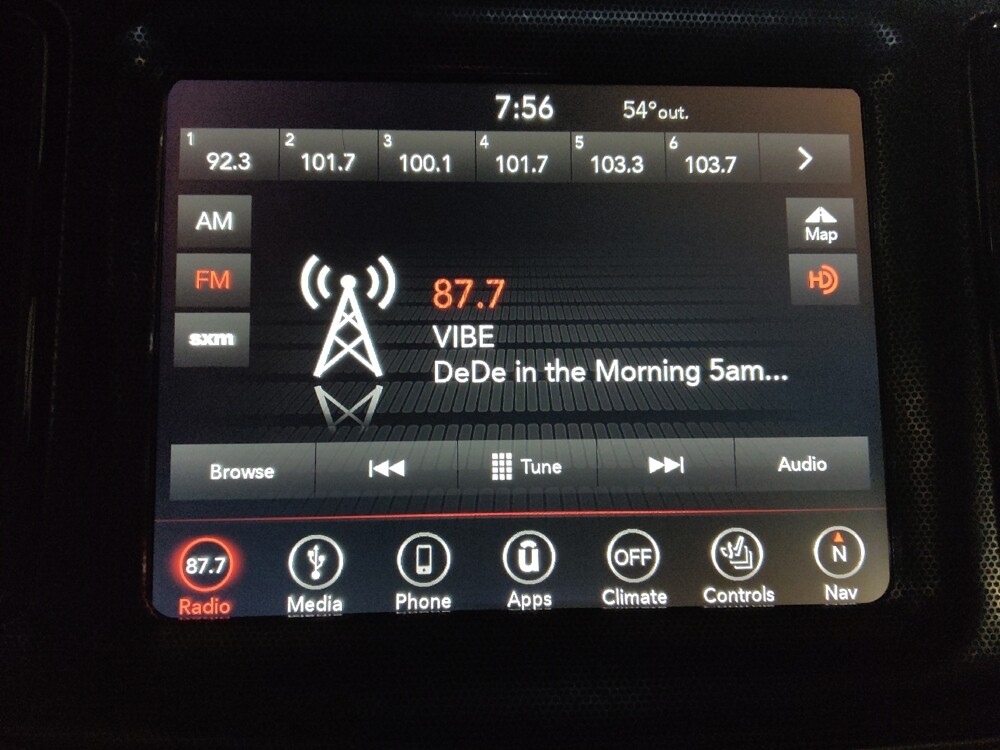 7:56 54°out.
1 92.3 2 101.7 3 100.1 4 101.7 5 103.3 6 103.7
AM
Map
FM
HD
87.7
sxm
VIBE
DeDe in the Morning 5am...
Browse Tune Audio
87.7 OFF N
Radio Media Phone Apps Climate Controls Nav